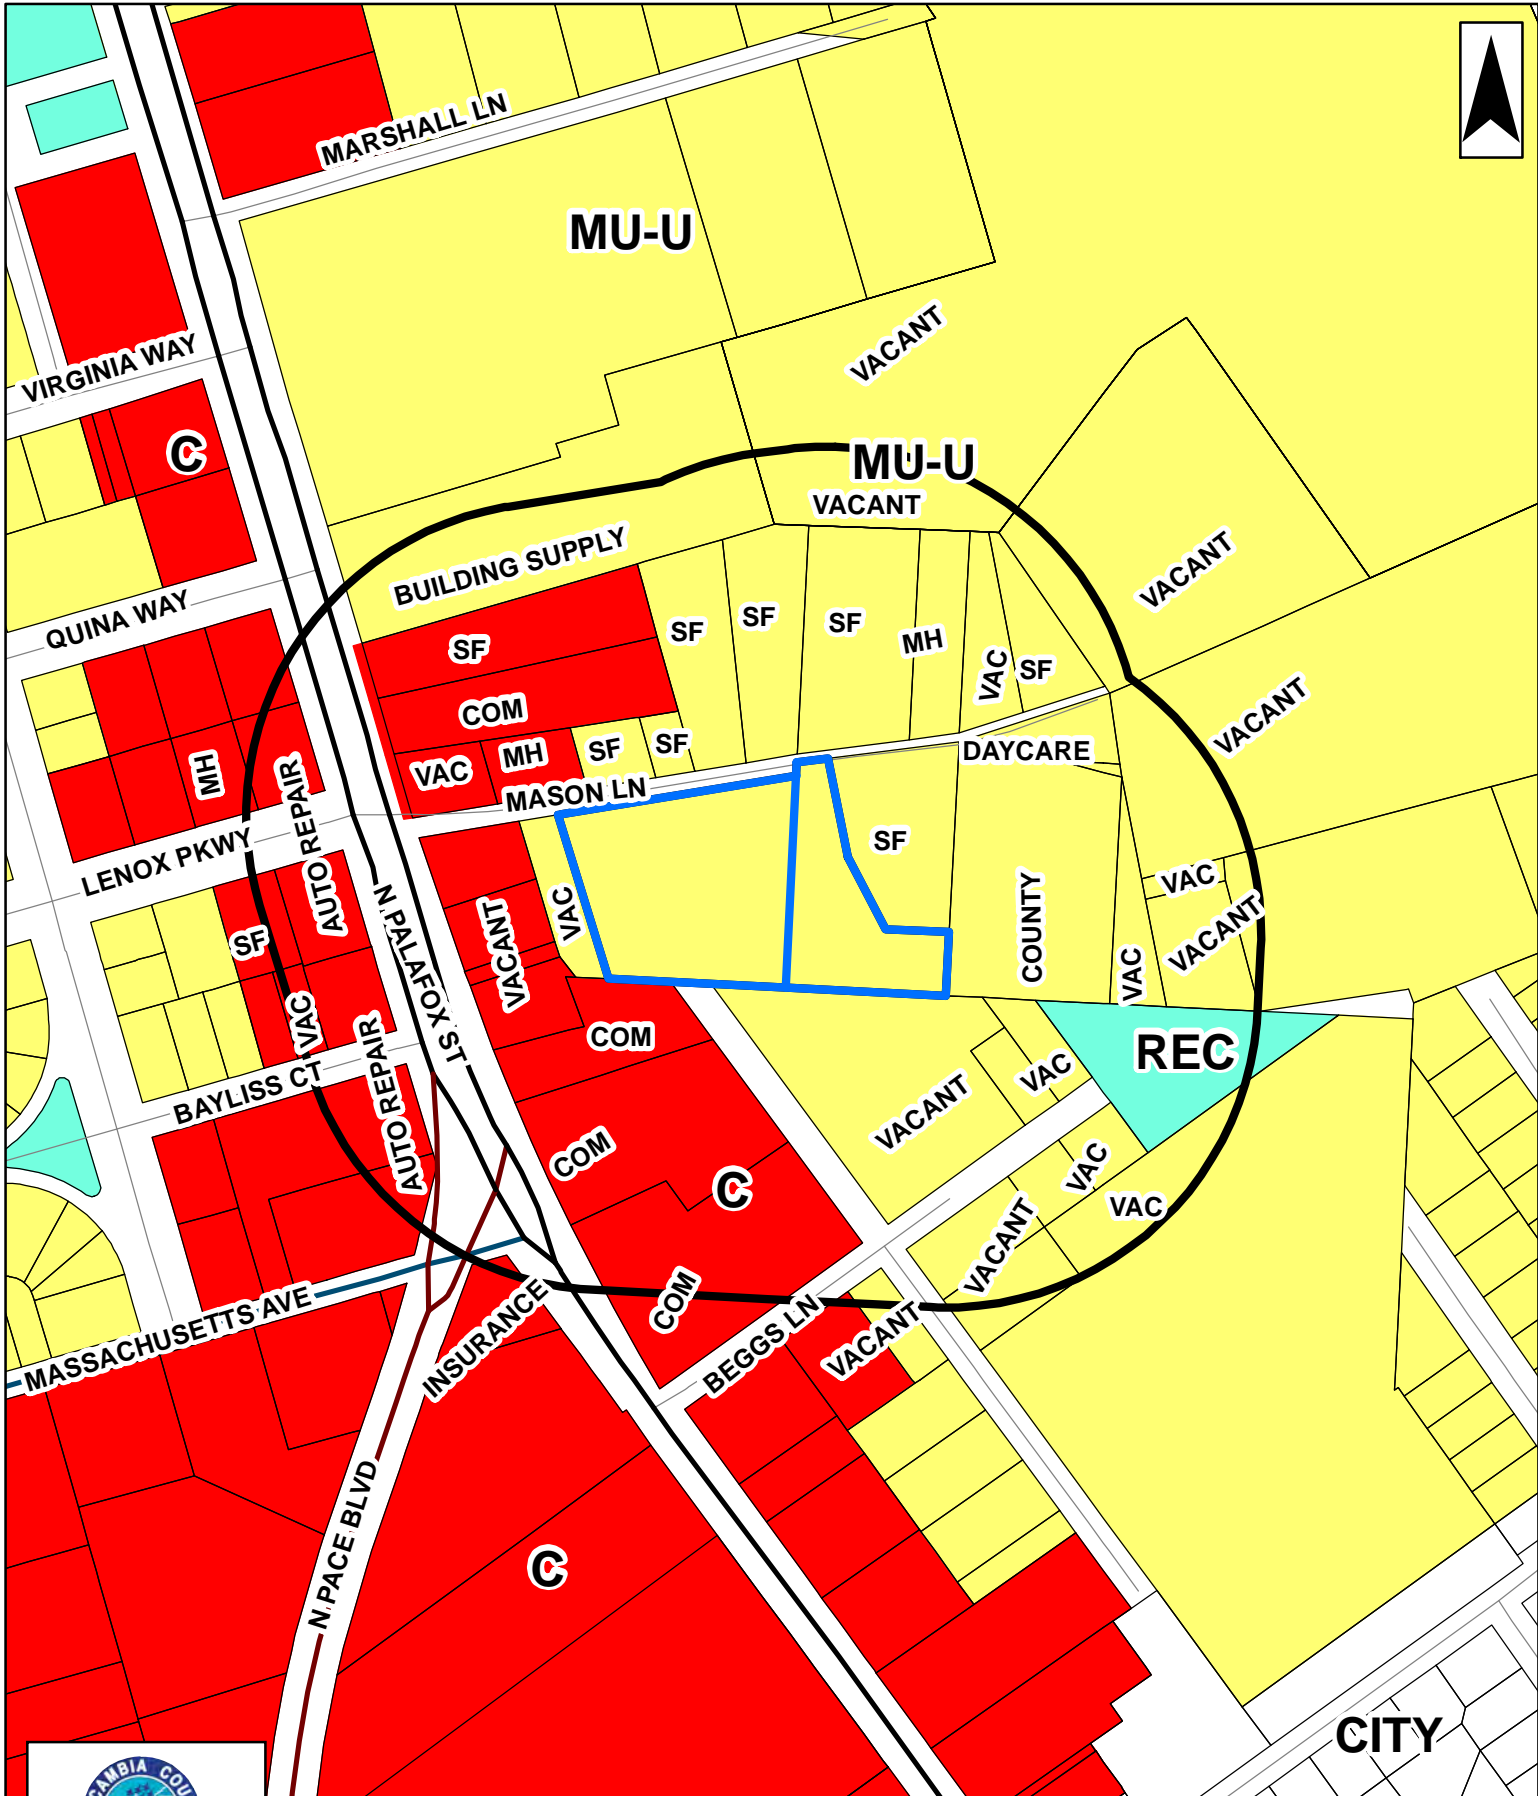 MARSHALL LN
MU-U
VIRGINIA WAY
VACANT
C
MU-U
VACANT
BUILDING SUPPLY
VACANT
QUINA WAY
SF
SF
SF
SF
MH
VAC
SF
COM
SF
SF
MH
VAC
VACANT
DAYCARE
MH
MASON LN
AUTO REPAIR
LENOX PKWY
SF
VAC
VAC
SF
VACANT
N PALAFOX ST
COUNTY
VACANT
VAC
VAC
COM
REC
AUTO REPAIR
BAYLISS CT
VACANT
VAC
COM
VAC
C
VAC
VACANT
MASSACHUSETTS AVE
INSURANCE
COM
BEGGS LN
VACANT
N PACE BLVD
C
CITY
AMBIA COU